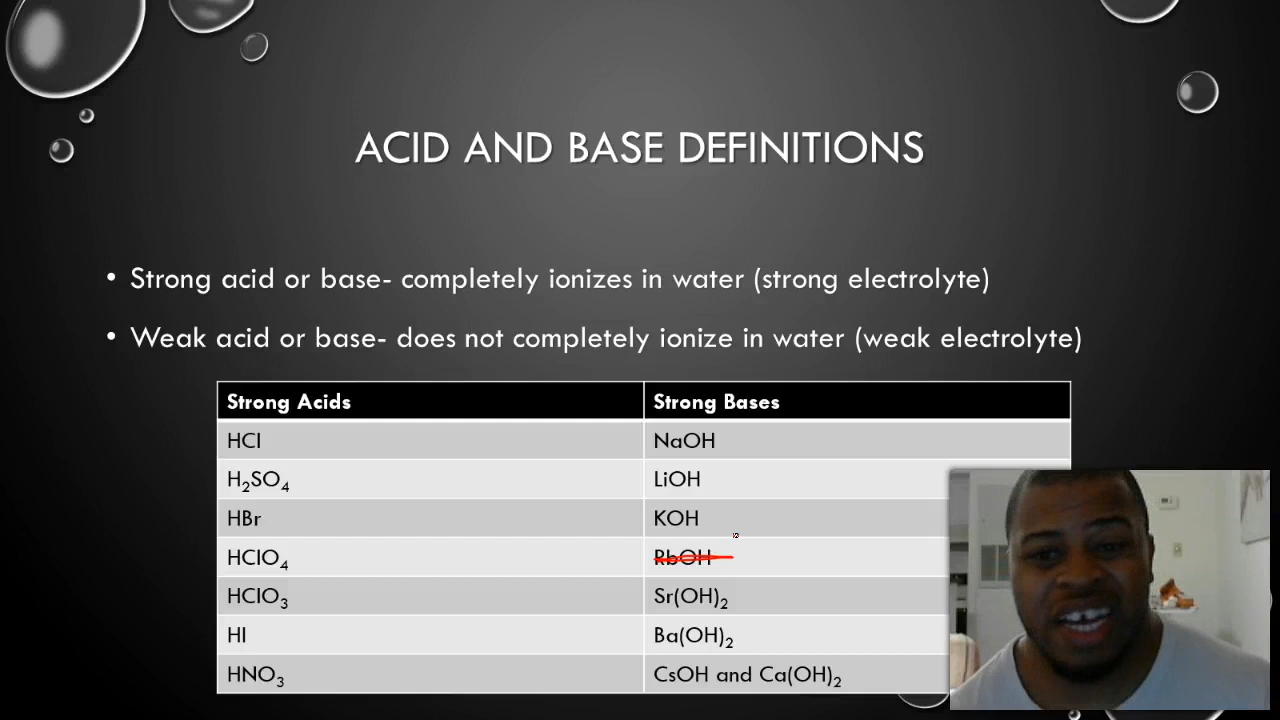 ACID AND BASE DEFINITIONS
• Strong acid or base- completely ionizes in water (strong electrolyte)
• Weak acid or base- does not completely ionize in water (weak electrolyte)
Strong Acids Strong Bases
HCl NaOH
H₂SO₄ LiOH
HBr KOH
HClO₄ RbOH
HClO₃ Sr(OH)₂
HI Ba(OH)₂
HNO₃ CsOH and Ca(OH)₂